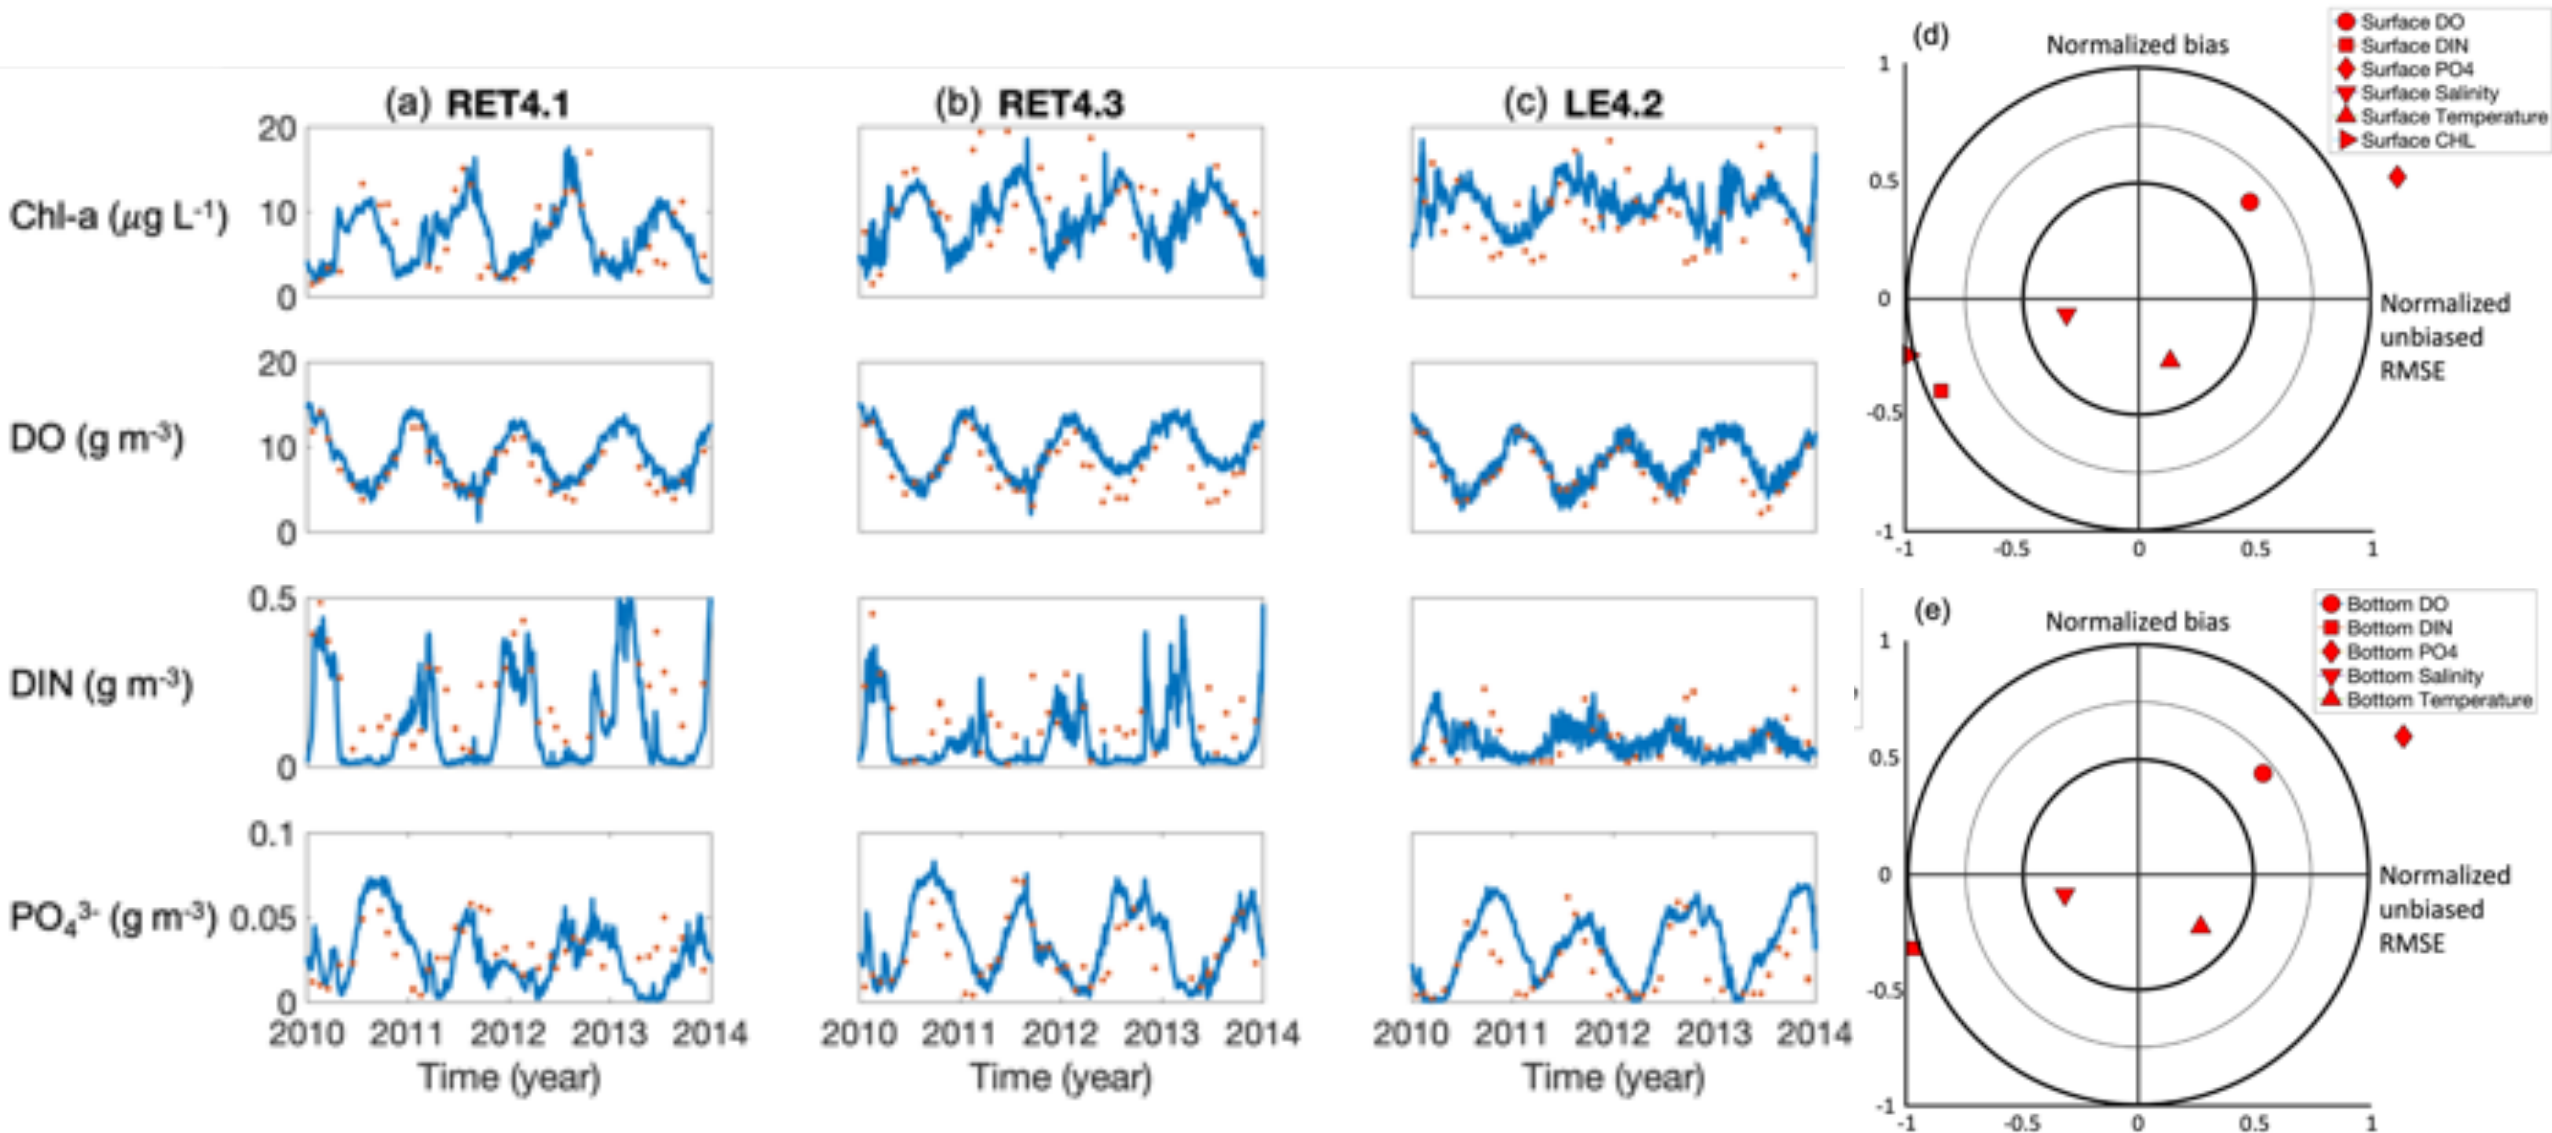 (a) RET4.1
(b) RET4.3
(c) LE4.2
Chl-a (μg L⁻¹)
20
10
0
DO (g m⁻³)
20
10
0
DIN (g m⁻³)
0.5
0
PO₄³⁻ (g m⁻³)
0.1
0.05
0
2010 2011 2012 2013 2014
Time (year)
2010 2011 2012 2013 2014
Time (year)
2010 2011 2012 2013 2014
Time (year)
(d)
Normalized bias
Surface DO
Surface DIN
Surface PO4
Surface Salinity
Surface Temperature
Surface CHL
1
0.5
0
-0.5
-1
Normalized
unbiased
RMSE
-1 -0.5 0 0.5 1
(e)
Normalized bias
Bottom DO
Bottom DIN
Bottom PO4
Bottom Salinity
Bottom Temperature
1
0.5
0
-0.5
-1
Normalized
unbiased
RMSE
-1 -0.5 0 0.5 1